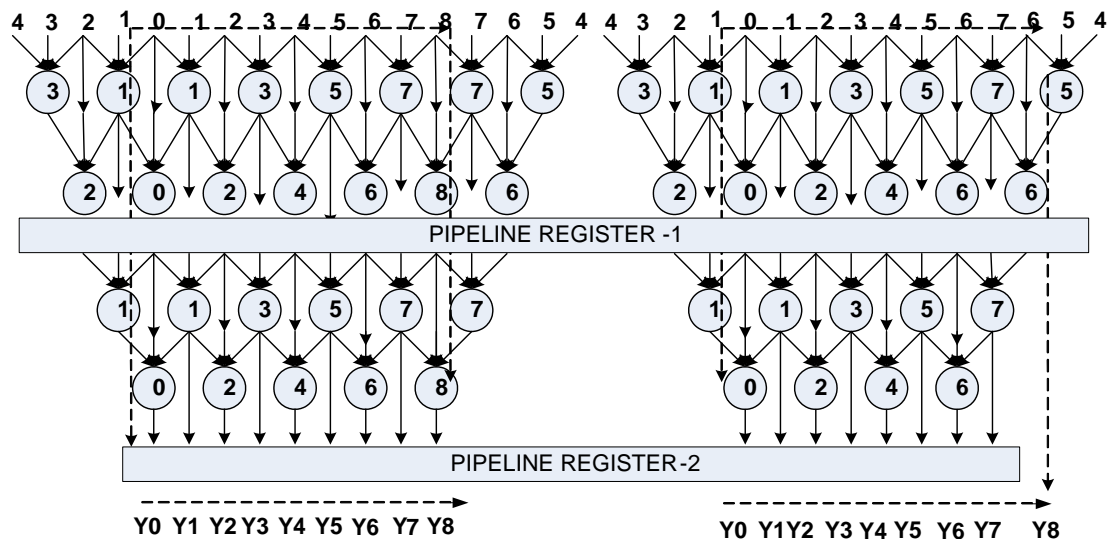 4 3 2 1 0 1 2 3 4 5 6 7 8 7 6 5 4 4 3 2 1 0 1 2 3 4 5 6 7 6 5 4
3 1 1 3 5 7 7 5 3 1 1 3 5 7 5
2 0 2 4 6 8 6 2 0 2 4 6 6
PIPELINE REGISTER -1
1 1 3 5 7 7 1 1 3 5 7
0 2 4 6 8 0 2 4 6
PIPELINE REGISTER-2
Y0 Y1 Y2 Y3 Y4 Y5 Y6 Y7 Y8 Y0 Y1 Y2 Y3 Y4 Y5 Y6 Y7 Y8